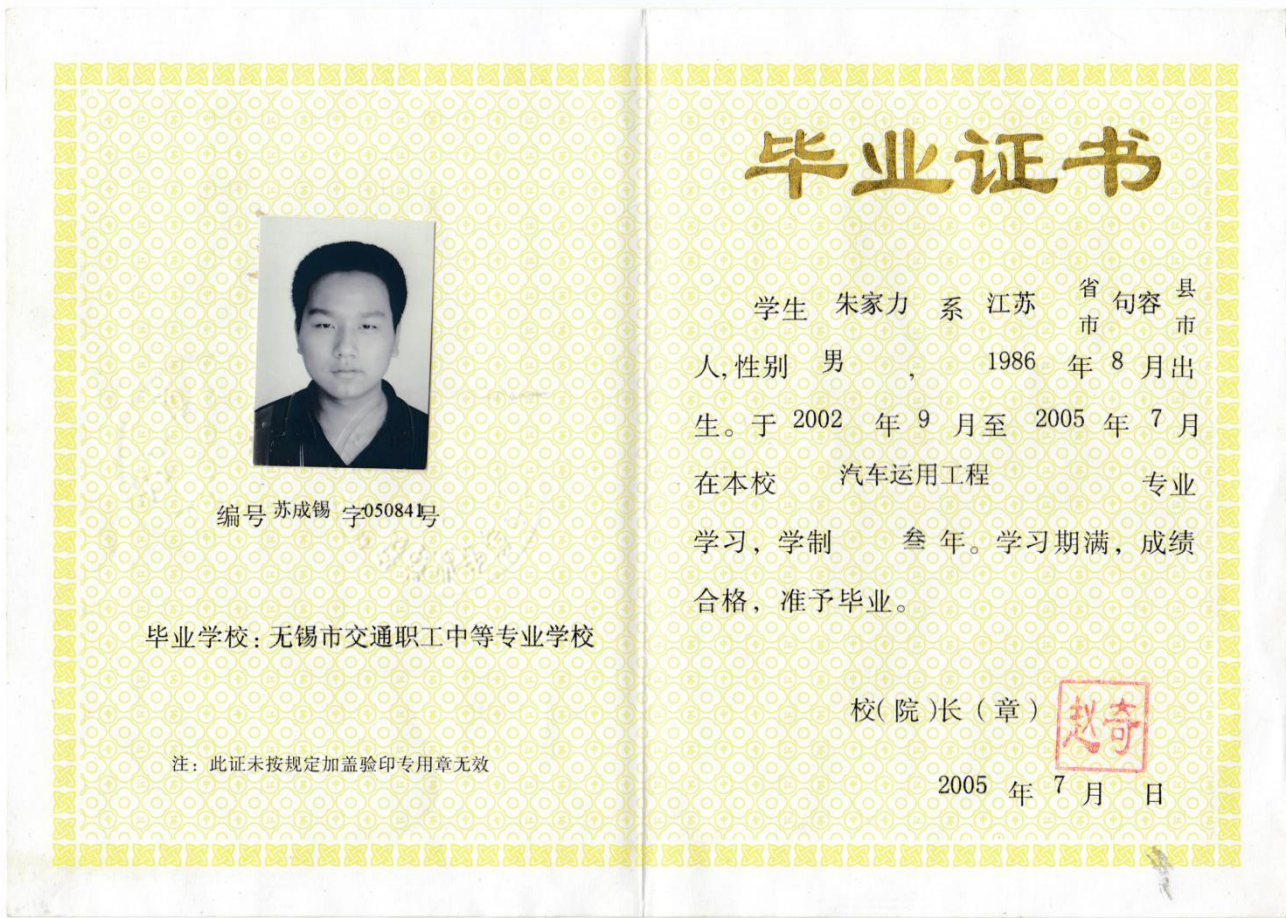 编号 苏成锡 字050841号
毕业学校：无锡市交通职工中等专业学校
注：此证未按规定加盖验印专用章无效
毕业证书
学生 朱家力 系 江苏 省市 句容 县市
人,性别 男 ， 1986 年 8 月出
生。于 2002 年 9 月至 2005 年 7 月
在本校 汽车运用工程 专业
学习，学制 叁 年。学习期满，成绩
合格，准予毕业。
校(院)长（章）赵奇
2005 年 7 月 日